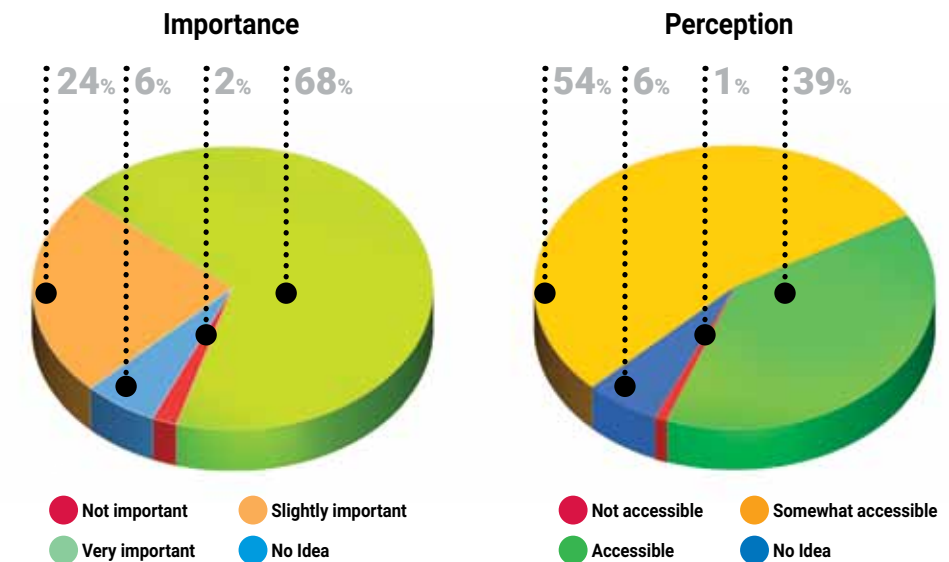 Importance
24% 6% 2% 68%
Not important
Slightly important
Very important
No Idea
Perception
54% 6% 1% 39%
Not accessible
Somewhat accessible
Accessible
No Idea